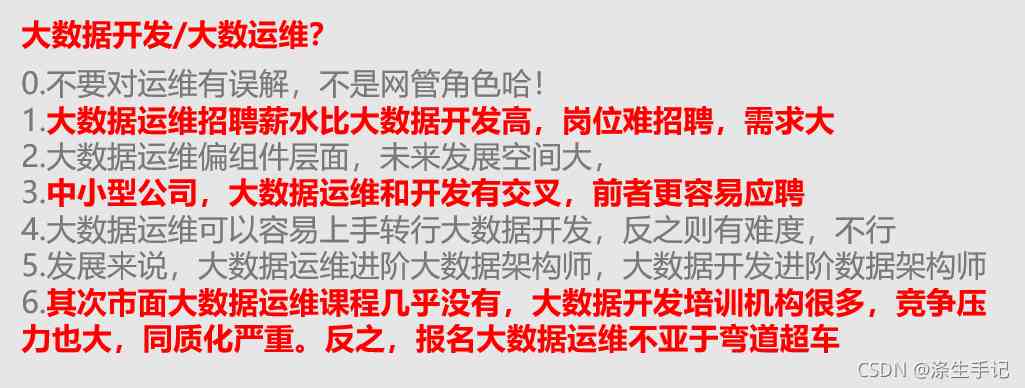 大数据开发/大数运维？
0.不要对运维有误解，不是网管角色哈！
1.大数据运维招聘薪水比大数据开发高，岗位难招聘，需求大
2.大数据运维偏组件层面，未来发展空间大，
3.中小型公司，大数据运维和开发有交叉，前者更容易应聘
4.大数据运维可以容易上手转行大数据开发，反之则有难度，不行
5.发展来说，大数据运维进阶大数据架构师，大数据开发进阶数据架构师
6.其次市面大数据运维课程几乎没有，大数据开发培训机构很多，竞争压
力也大，同质化严重。反之，报名大数据运维不亚于弯道超车
CSDN @涤生手记